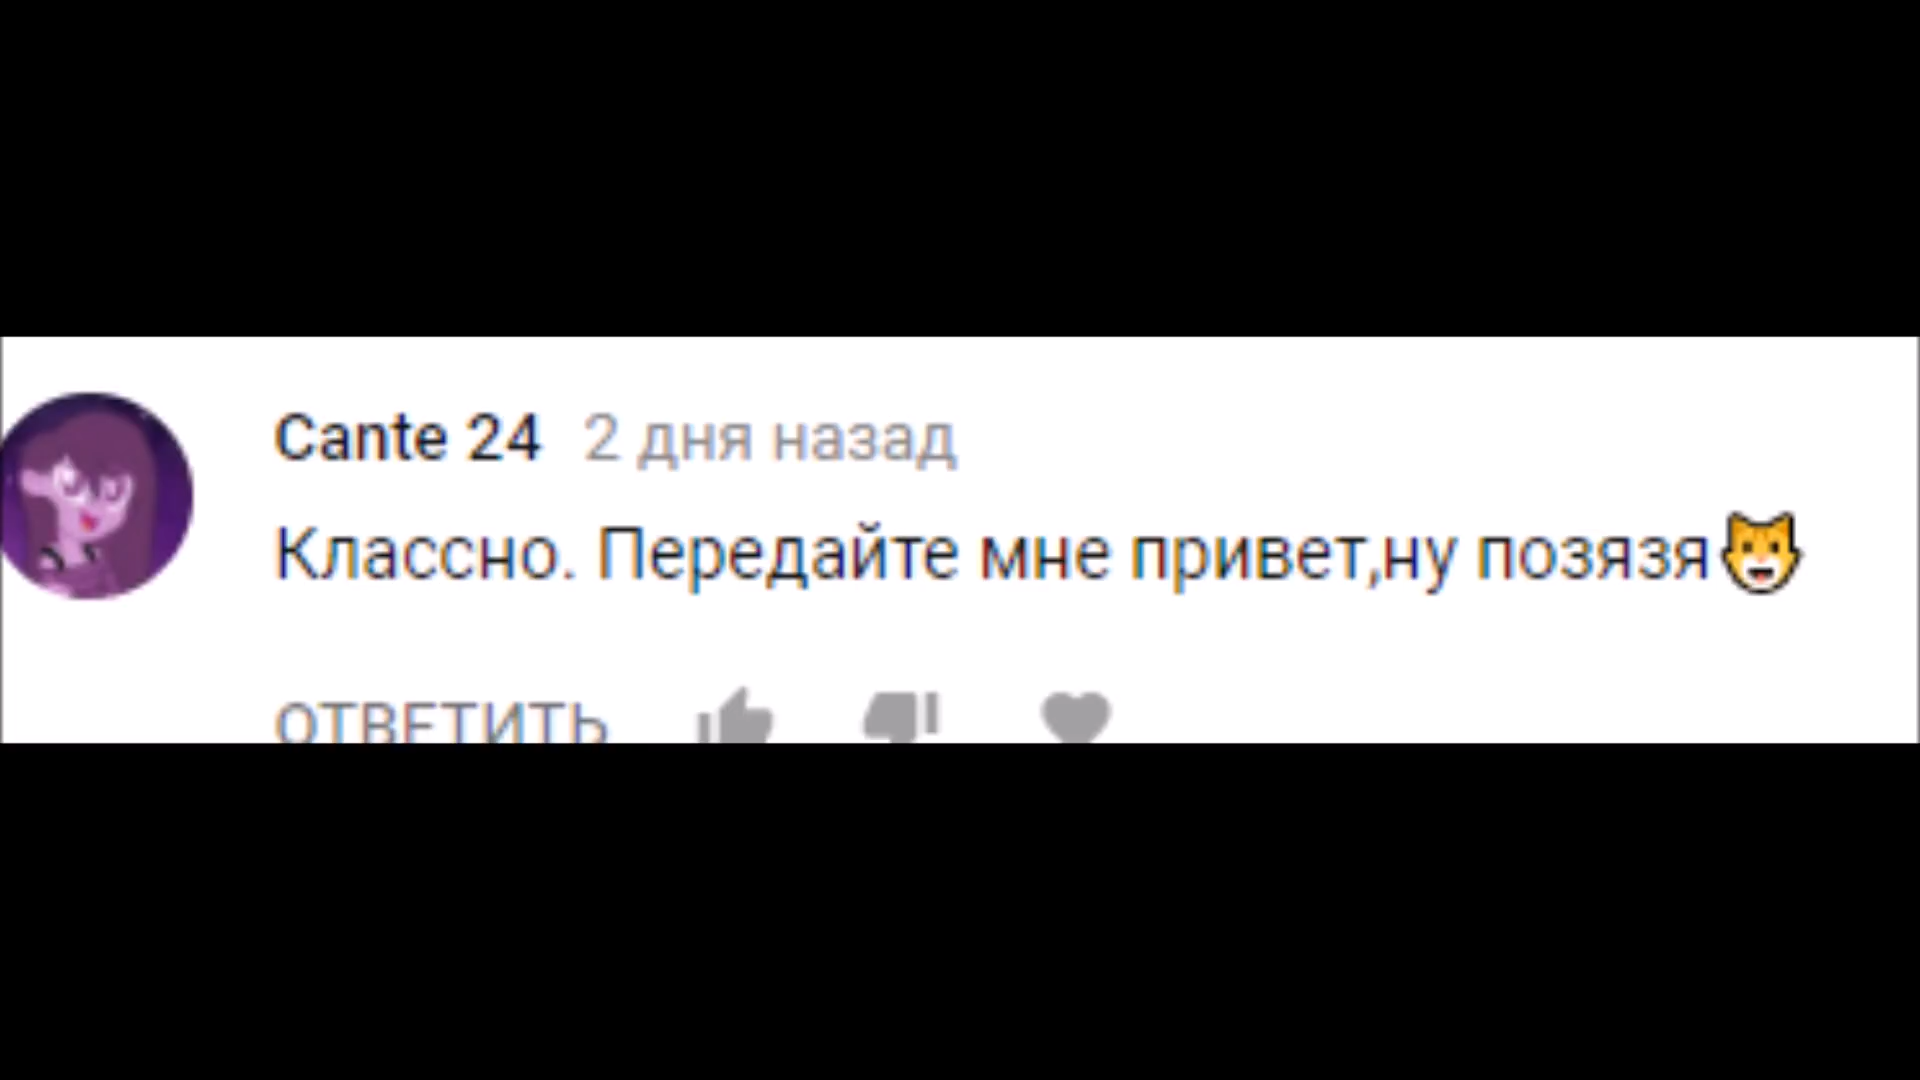 Cante 24 2 дня назад
Классно. Передайте мне привет,ну позязя😺
ОТВЕТИТЬ